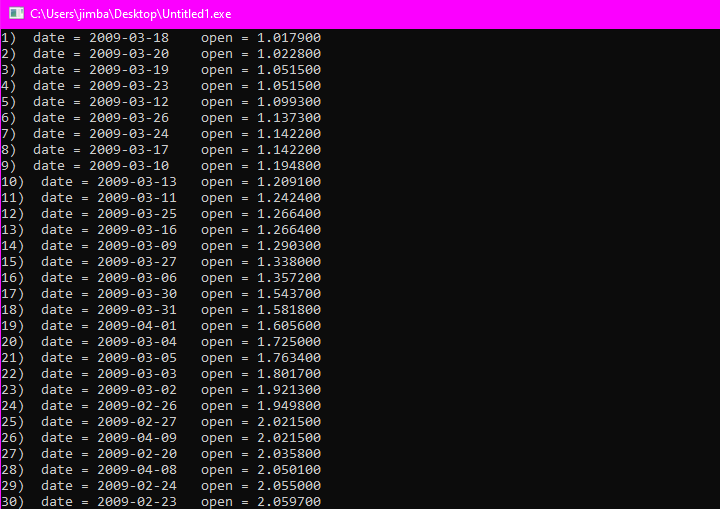 C:\Users\jimba\Desktop\Untitled1.exe
1)  date = 2009-03-18    open = 1.017900
2)  date = 2009-03-20    open = 1.022800
3)  date = 2009-03-19    open = 1.051500
4)  date = 2009-03-23    open = 1.051500
5)  date = 2009-03-12    open = 1.099300
6)  date = 2009-03-26    open = 1.137300
7)  date = 2009-03-24    open = 1.142200
8)  date = 2009-03-17    open = 1.142200
9)  date = 2009-03-10    open = 1.194800
10)  date = 2009-03-13   open = 1.209100
11)  date = 2009-03-11   open = 1.242400
12)  date = 2009-03-25   open = 1.266400
13)  date = 2009-03-16   open = 1.266400
14)  date = 2009-03-09   open = 1.290300
15)  date = 2009-03-27   open = 1.338000
16)  date = 2009-03-06   open = 1.357200
17)  date = 2009-03-30   open = 1.543700
18)  date = 2009-03-31   open = 1.581800
19)  date = 2009-04-01   open = 1.605600
20)  date = 2009-03-04   open = 1.725000
21)  date = 2009-03-05   open = 1.763400
22)  date = 2009-03-03   open = 1.801700
23)  date = 2009-03-02   open = 1.921300
24)  date = 2009-02-26   open = 1.949800
25)  date = 2009-02-27   open = 2.021500
26)  date = 2009-04-09   open = 2.021500
27)  date = 2009-02-20   open = 2.035800
28)  date = 2009-04-08   open = 2.050100
29)  date = 2009-02-24   open = 2.055000
30)  date = 2009-02-23   open = 2.059700